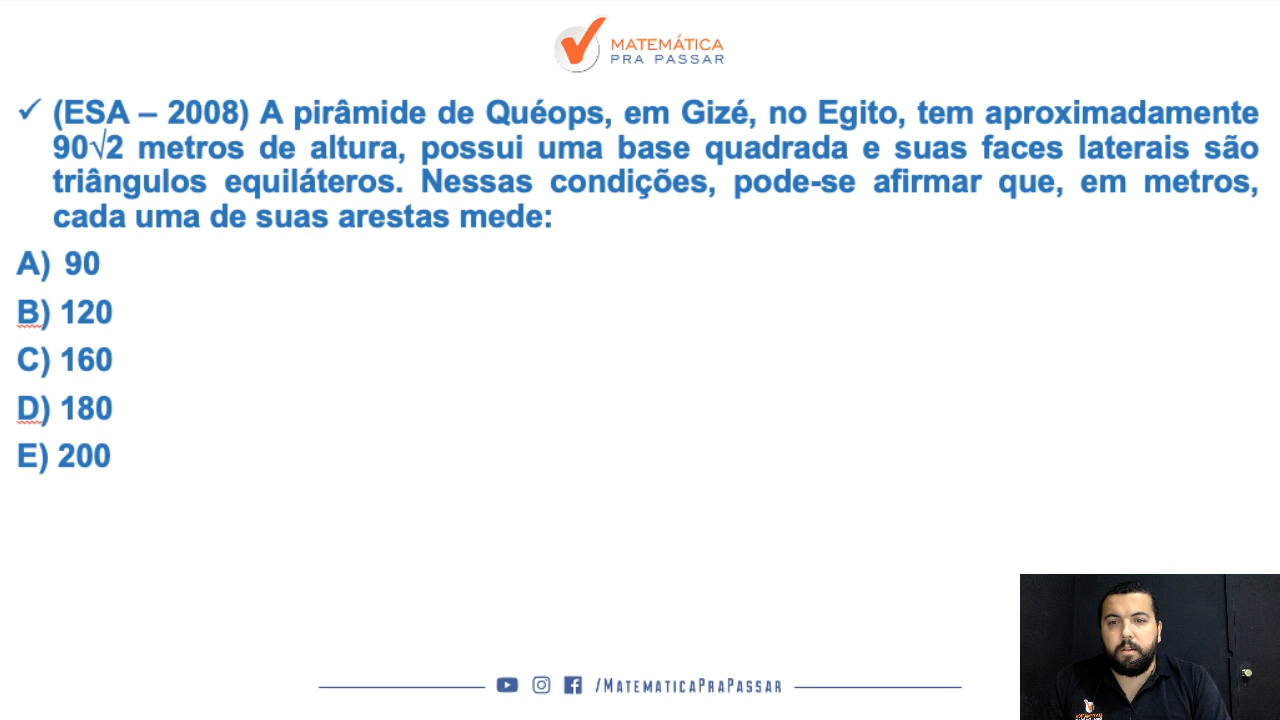 MATEMÁTICA
PRA PASSAR
✓ (ESA – 2008) A pirâmide de Quéops, em Gizé, no Egito, tem aproximadamente
90√2 metros de altura, possui uma base quadrada e suas faces laterais são
triângulos equiláteros. Nessas condições, pode-se afirmar que, em metros,
cada uma de suas arestas mede:
A) 90
B) 120
C) 160
D) 180
E) 200
/MATEMATICAPRAPASSAR